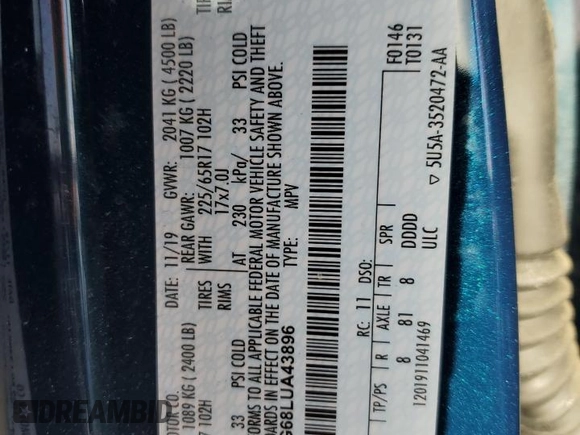 OTOR CO.
DATE: 11/19 GVWR: 2041 KG ( 4500 LB)
1089 KG ( 2400 LB) REAR GAWR: 1007 KG ( 2220 LB)
17 102H TIRES WITH 225/65R17 102H
RIMS 17x7.0J
33 PSI COLD AT 230 kPa/ 33 PSI COLD
ORMS TO ALL APPLICABLE FEDERAL MOTOR VEHICLE SAFETY AND THEFT
ARDS IN EFFECT ON THE DATE OF MANUFACTURE SHOWN ABOVE.
G68LUA43896 TYPE: MPV
F0146
T0131
RC: 11 DSO:
TP/PS R AXLE TR SPR
8 81 8 DDDD
ULC
1201911041469 ▽ 5U5A-3520472-AA
DREAMBID